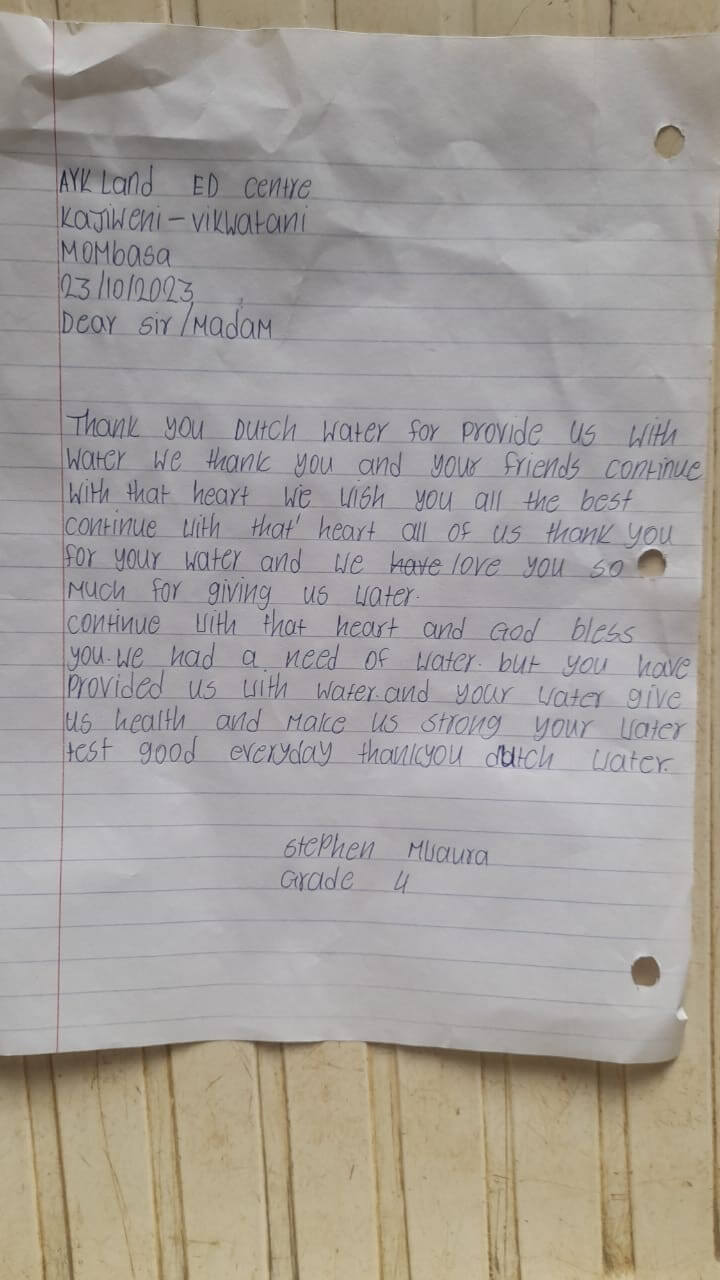 AYK Land ED centre
Kajiweni - vikwatani
MOMbasa
23/10/2023
Dear sir/Madam
Thank you Dutch water for provide us with
water we thank you and your friends continue
with that heart we wish you all the best
continue with that heart all of us thank you
for your water and we have love you so
Much for giving us water.
continue with that heart and God bless
you. we had a need of water. but you have
provided us with water. and your water give
us health and make us strong your water
test good everyday thankyou dutch water.
Stephen Mwaura
Grade 4